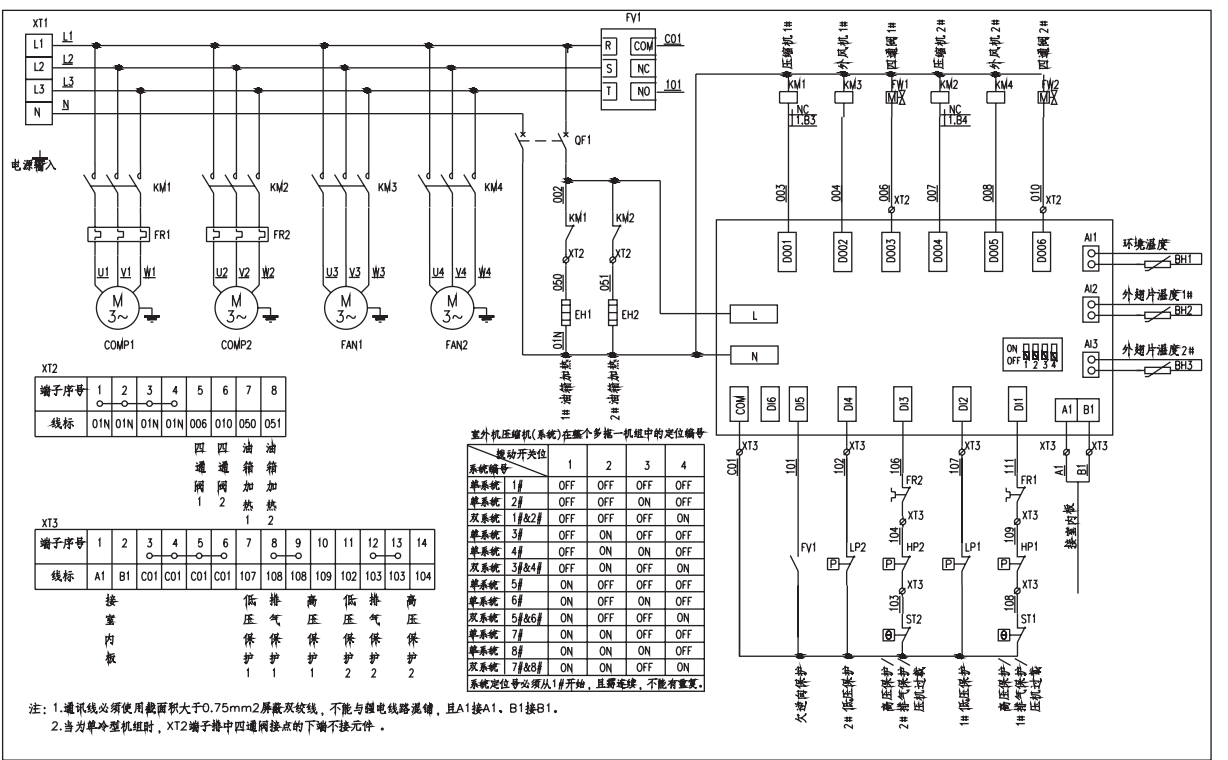 XT1
L1 L1
L2 L2
L3 L3
N N
电源输入
FV1
R COM C01
S NC
T NO 101
QF1
KM1 KM2 KM3 KM4
FR1 FR2
U1 V1 W1 U2 V2 W2 U3 V3 W3 U4 V4 W4
M 3~ M 3~ M 3~ M 3~
COMP1 COMP2 FAN1 FAN2
002
KM1 KM2
XT2 XT2
050 051
EH1 EH2
01N
1#油箱加热
2#油箱加热
压缩机1#
外风机1#
四通阀1#
压缩机2#
外风机2#
四通阀2#
KM1 KM3 FW1 KM2 KM4 FW2
NC NC
1.B3 1.B4
003 004 006 007 008 010
XT2 XT2
DO01 DO02 DO03 DO04 DO05 DO06
L
N
AI1 环境温度
BH1
AI2 外翅片温度1#
BH2
AI3 外翅片温度2#
BH3
ON
OFF
1 2 3 4
COM DI6 DI5 DI4 DI3 DI2 DI1 A1 B1
XT3 XT3 XT3 XT3 XT3
C01 101 102 106 107 111 A1 B1
FR2 FR1
XT3 XT3
104 109
FV1 LP2 HP2 LP1 HP1
P P P P
XT3 XT3
103 108
ST2 ST1
θ θ
接室内板
欠逆向保护
2#低压保护
高压保护/
2#排气保护/
压机过载
1#低压保护
高压保护/
1#排气保护/
压机过载
XT2
端子序号 1 2 3 4 5 6 7 8
线标 01N 01N 01N 01N 006 010 050 051
四通阀1
四通阀2
油箱加热1
油箱加热2
XT3
端子序号 1 2 3 4 5 6 7 8 9 10 11 12 13 14
线标 A1 B1 C01 C01 C01 C01 107 108 108 109 102 103 103 104
接室内板
低压保护1
排气保护1
高压保护1
低压保护2
排气保护2
高压保护2
室外机压缩机(系统)在整个多拖一机组中的定位编号
拨动开关位 1 2 3 4
系统编号
单系统 1# OFF OFF OFF OFF
单系统 2# OFF OFF ON OFF
双系统 1#&2# OFF OFF OFF ON
单系统 3# OFF ON OFF OFF
单系统 4# OFF ON ON OFF
双系统 3#&4# OFF ON OFF ON
单系统 5# ON OFF OFF OFF
单系统 6# ON OFF ON OFF
双系统 5#&6# ON OFF OFF ON
单系统 7# ON ON OFF OFF
单系统 8# ON ON ON OFF
双系统 7#&8# ON ON OFF ON
系统定位号必须从1#开始，且需连续，不能有重复。
注：1.通讯线必须使用截面积大于0.75mm2屏蔽双绞线，不能与强电线路混铺，且A1接A1、B1接B1。
2.当为单冷型机组时，XT2端子排中四通阀接点的下端不接元件。